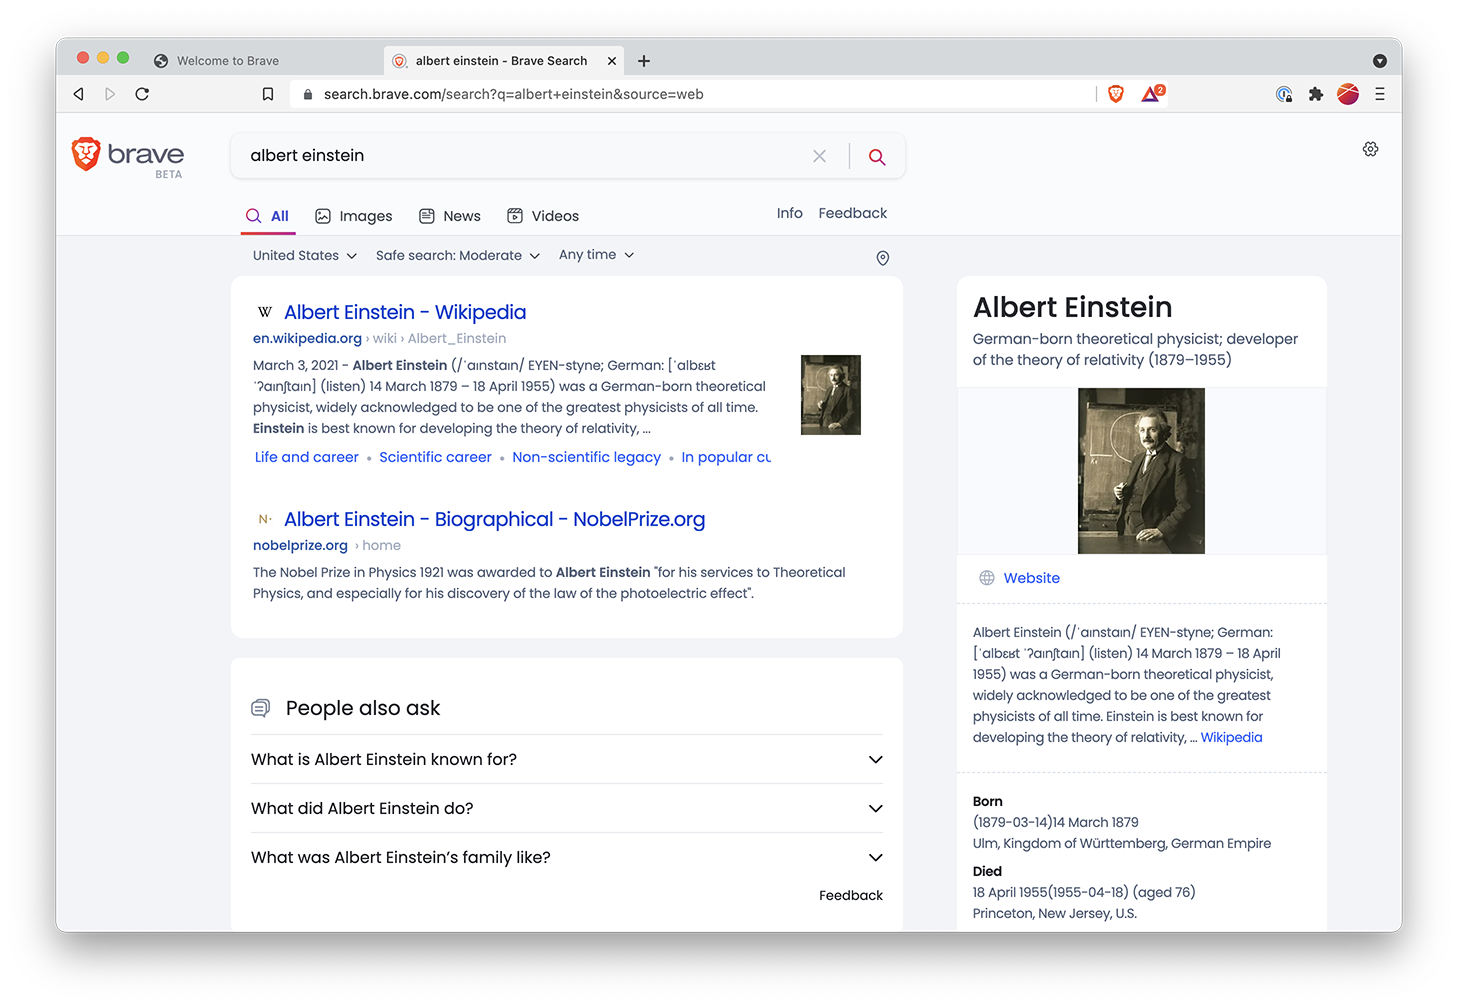 Welcome to Brave
albert einstein - Brave Search
search.brave.com/search?q=albert+einstein&source=web
2
brave
BETA
albert einstein
All
Images
News
Videos
Info
Feedback
United States
Safe search: Moderate
Any time
W Albert Einstein - Wikipedia
en.wikipedia.org › wiki › Albert_Einstein
March 3, 2021 - Albert Einstein (/ˈaɪnstaɪn/ EYEN-styne; German: [ˈalbɛʁt
ˈʔaɪnʃtaɪn] (listen) 14 March 1879 – 18 April 1955) was a German-born theoretical
physicist, widely acknowledged to be one of the greatest physicists of all time.
Einstein is best known for developing the theory of relativity, ...
Life and career • Scientific career • Non-scientific legacy • In popular cu
N· Albert Einstein - Biographical - NobelPrize.org
nobelprize.org › home
The Nobel Prize in Physics 1921 was awarded to Albert Einstein "for his services to Theoretical
Physics, and especially for his discovery of the law of the photoelectric effect".
People also ask
What is Albert Einstein known for?
What did Albert Einstein do?
What was Albert Einstein's family like?
Feedback
Albert Einstein
German-born theoretical physicist; developer
of the theory of relativity (1879–1955)
Website
Albert Einstein (/ˈaɪnstaɪn/ EYEN-styne; German:
[ˈalbɛʁt ˈʔaɪnʃtaɪn] (listen) 14 March 1879 – 18 April
1955) was a German-born theoretical physicist,
widely acknowledged to be one of the greatest
physicists of all time. Einstein is best known for
developing the theory of relativity, ... Wikipedia
Born
(1879-03-14)14 March 1879
Ulm, Kingdom of Württemberg, German Empire
Died
18 April 1955(1955-04-18) (aged 76)
Princeton, New Jersey, U.S.